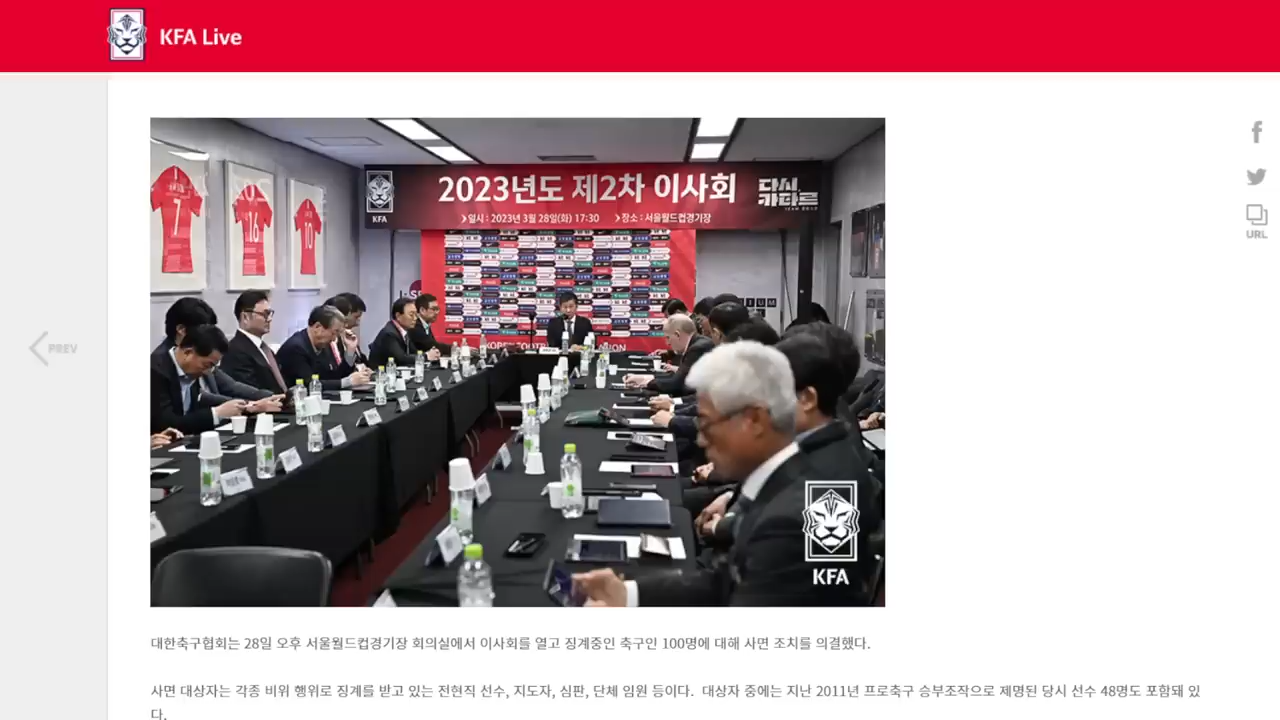 KFA Live
2023년도 제2차 이사회
다시, 카타르
KFA
일시 : 2023년 3월 28일(화) 17:30 장소 : 서울월드컵경기장
7
16
10
PREV
URL
KFA
대한축구협회는 28일 오후 서울월드컵경기장 회의실에서 이사회를 열고 징계중인 축구인 100명에 대해 사면 조치를 의결했다.
사면 대상자는 각종 비위 행위로 징계를 받고 있는 전현직 선수, 지도자, 심판, 단체 임원 등이다. 대상자 중에는 지난 2011년 프로축구 승부조작으로 제명된 당시 선수 48명도 포함돼 있
다.